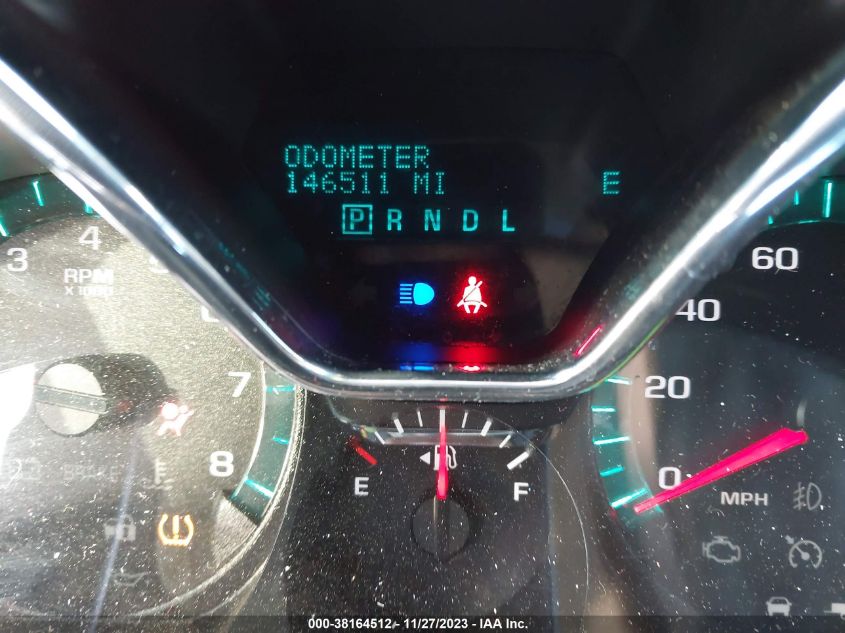 ODOMETER
146511 MI E
P R N D L
3 4
RPM
x 1000
60
40
7
20
8
0
E F
MPH
000-38164512 - 11/27/2023 - IAA Inc.